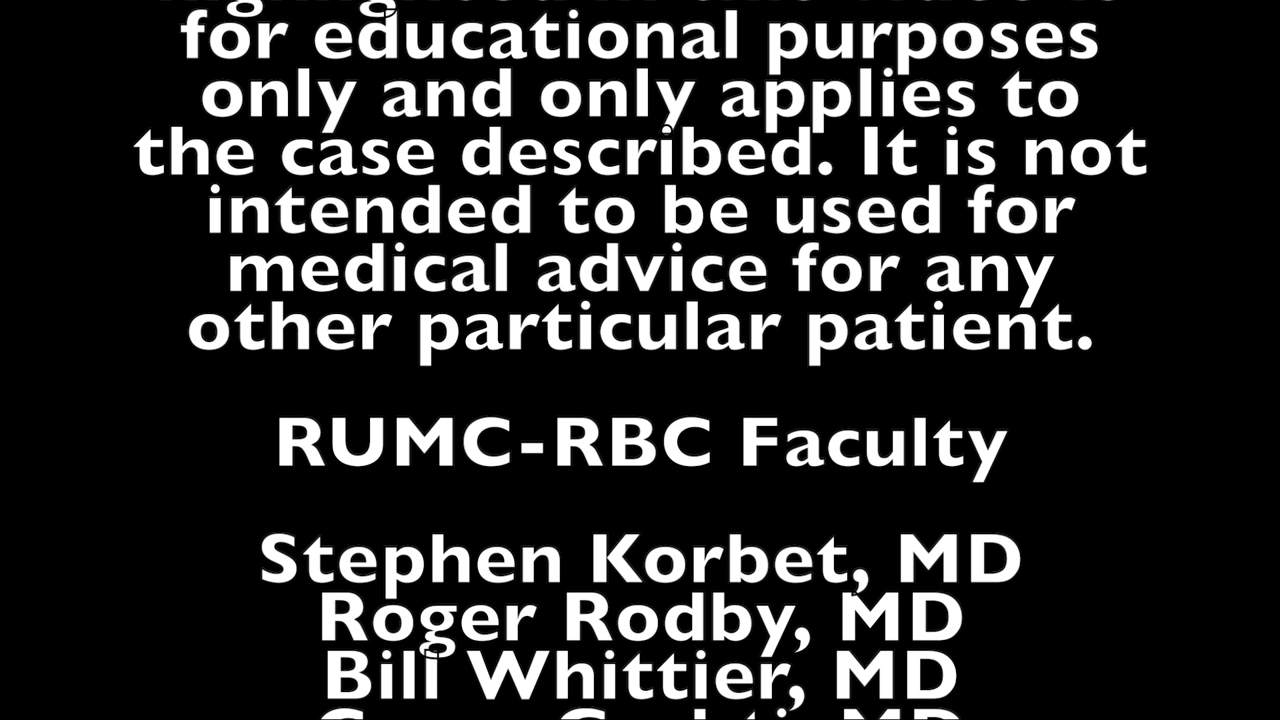 for educational purposes
only and only applies to
the case described. It is not
intended to be used for
medical advice for any
other particular patient.
RUMC-RBC Faculty
Stephen Korbet, MD
Roger Rodby, MD
Bill Whittier, MD